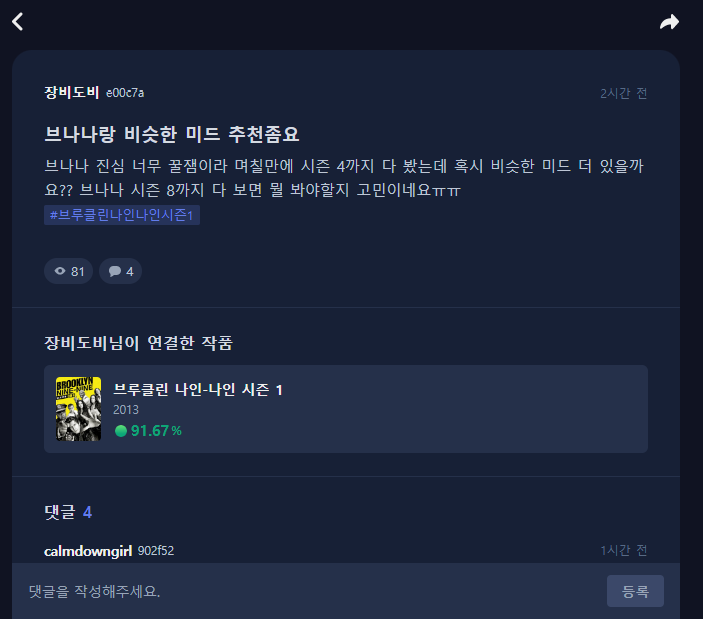 장비도비 e00c7a 2시간 전
브나나랑 비슷한 미드 추천좀요
브나나 진심 너무 꿀잼이라 며칠만에 시즌 4까지 다 봤는데 혹시 비슷한 미드 더 있을까
요?? 브나나 시즌 8까지 다 보면 뭘 봐야할지 고민이네요ㅠㅠ
#브루클린나인나인시즌1
81 4
장비도비님이 연결한 작품
BROOKLYN
NINE-NINE
브루클린 나인-나인 시즌 1
2013
91.67%
댓글 4
calmdowngirl 902f52 1시간 전
댓글을 작성해주세요. 등록